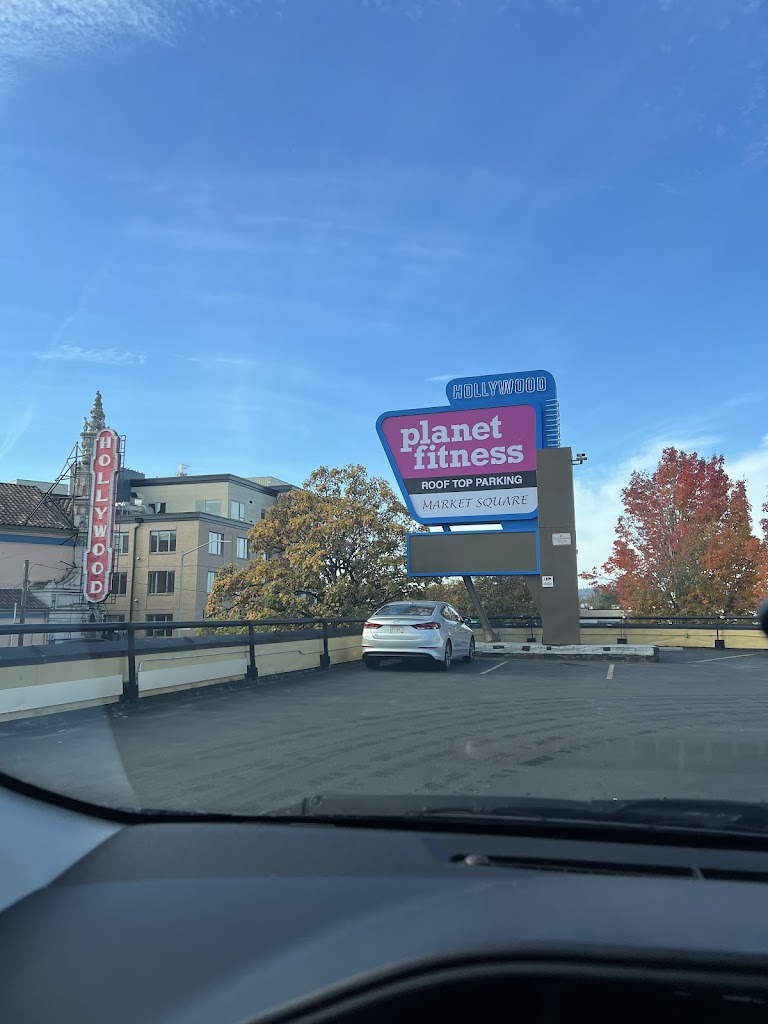 HOLLYWOOD
HOLLYWOOD
planet
fitness
ROOF TOP PARKING
MARKET SQUARE